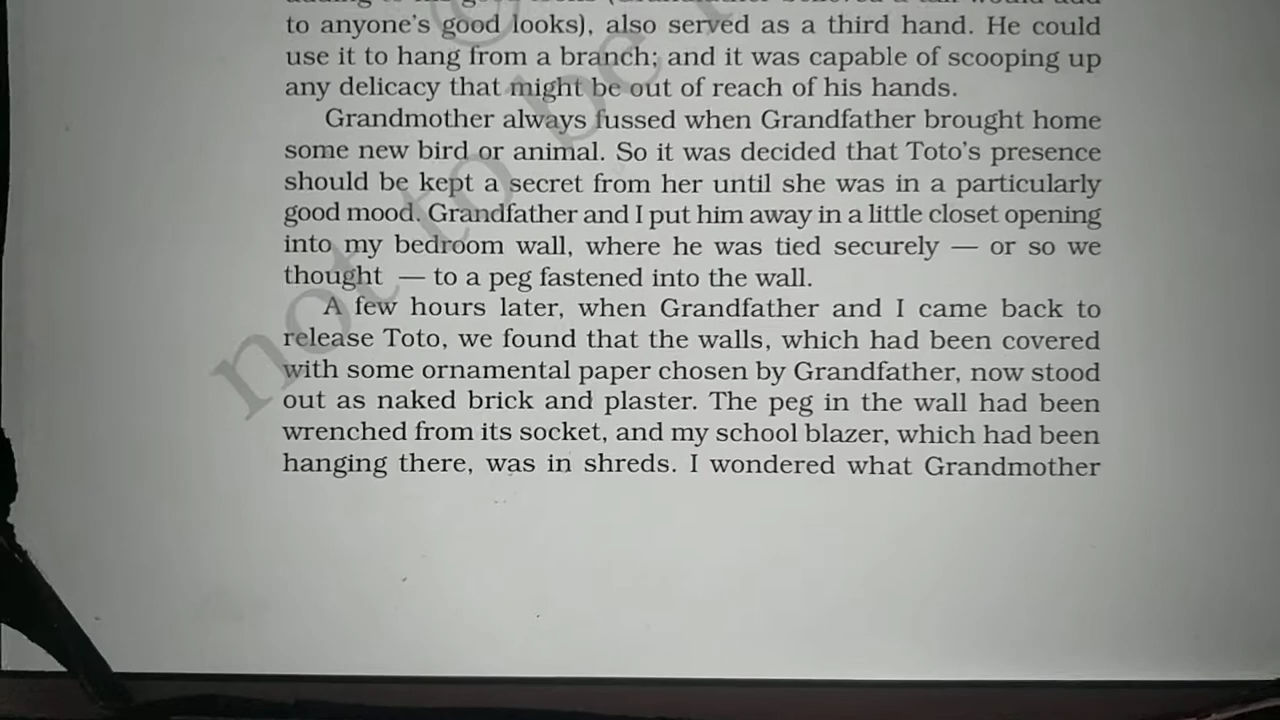 to anyone's good looks), also served as a third hand. He could
use it to hang from a branch; and it was capable of scooping up
any delicacy that might be out of reach of his hands.
Grandmother always fussed when Grandfather brought home
some new bird or animal. So it was decided that Toto's presence
should be kept a secret from her until she was in a particularly
good mood. Grandfather and I put him away in a little closet opening
into my bedroom wall, where he was tied securely — or so we
thought — to a peg fastened into the wall.
A few hours later, when Grandfather and I came back to
release Toto, we found that the walls, which had been covered
with some ornamental paper chosen by Grandfather, now stood
out as naked brick and plaster. The peg in the wall had been
wrenched from its socket, and my school blazer, which had been
hanging there, was in shreds. I wondered what Grandmother
not to be